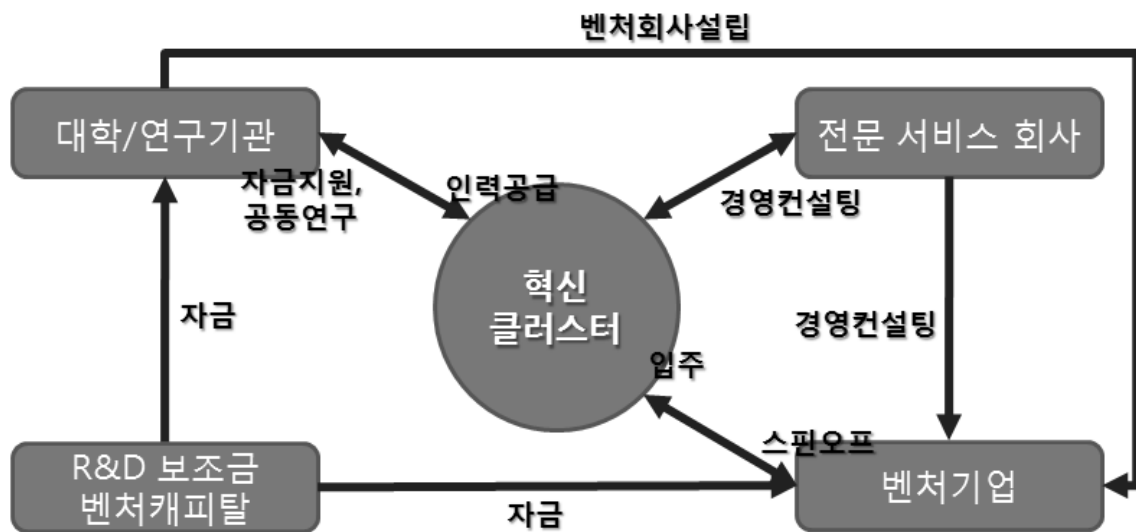 벤처회사설립
대학/연구기관
전문 서비스 회사
자금지원,
공동연구
인력공급
경영컨설팅
혁신
클러스터
자금
경영컨설팅
입주
스핀오프
R&D 보조금
벤처캐피탈
자금
벤처기업